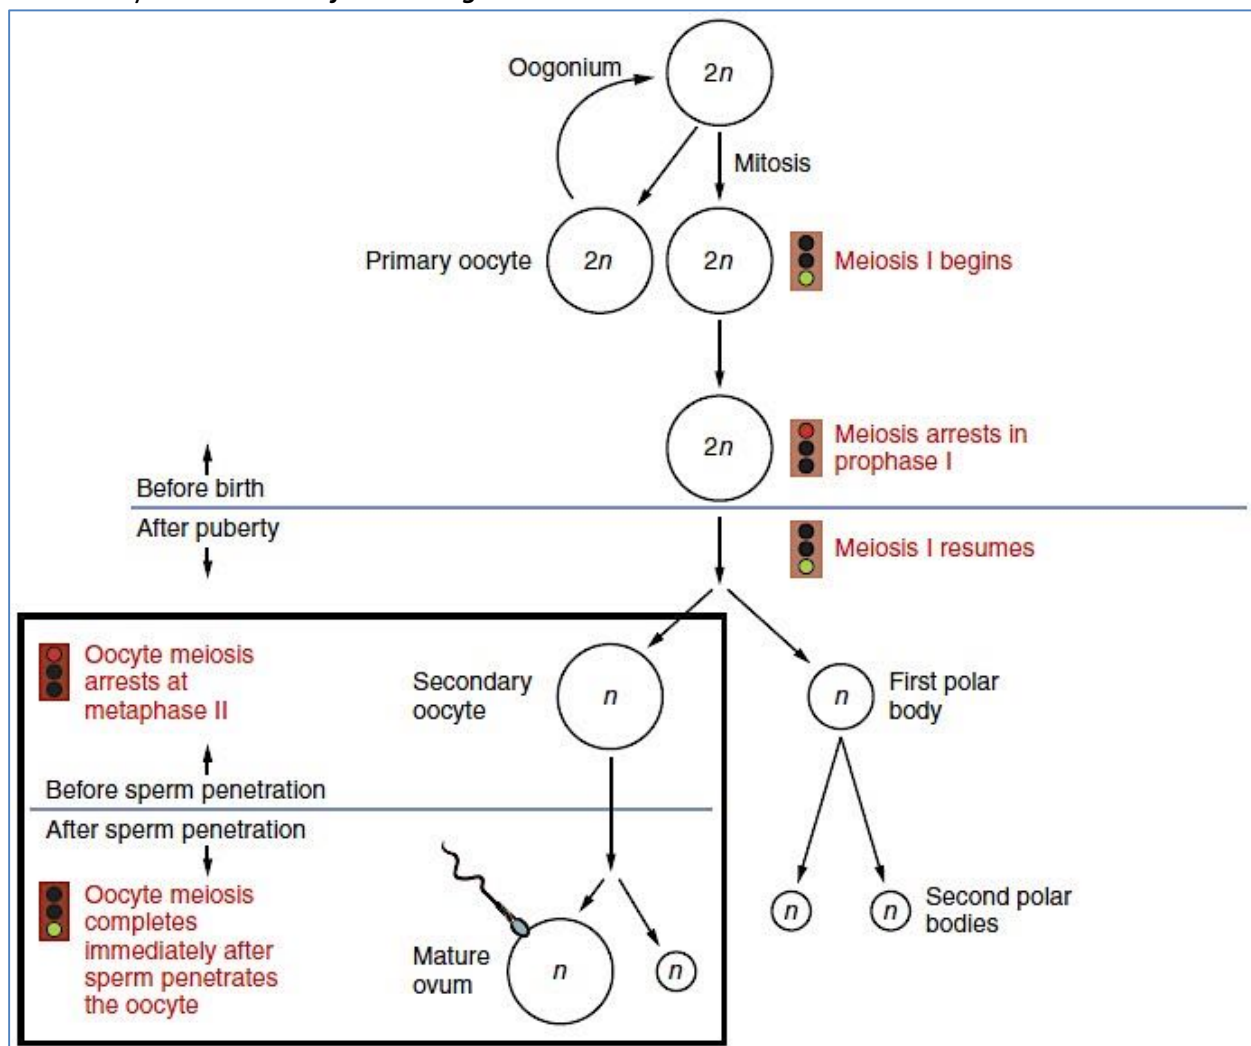 Oogonium
2n
Mitosis
Primary oocyte
2n
2n
Meiosis I begins
2n
Meiosis arrests in
prophase I
Before birth
After puberty
Meiosis I resumes
Oocyte meiosis
arrests at
metaphase II
Secondary
oocyte
n
n
First polar
body
Before sperm penetration
After sperm penetration
Oocyte meiosis
completes
immediately after
sperm penetrates
the oocyte
Mature
ovum
n
n
n
n
Second polar
bodies